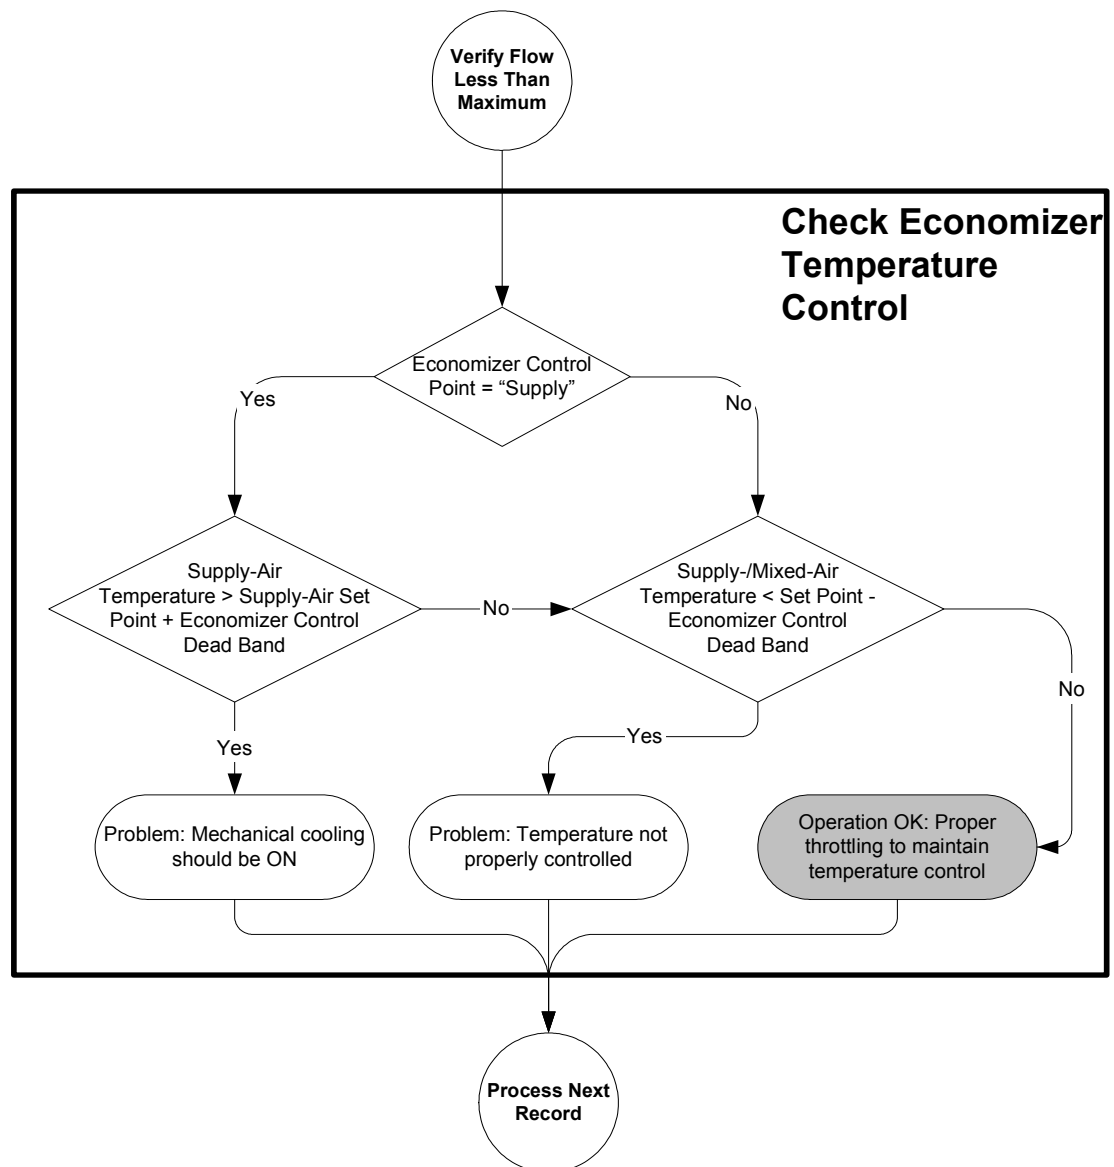 Verify Flow
Less Than
Maximum
Check Economizer
Temperature
Control
Economizer Control
Point = “Supply”
Yes
No
Supply-Air
Temperature > Supply-Air Set
Point + Economizer Control
Dead Band
No
Supply-/Mixed-Air
Temperature < Set Point -
Economizer Control
Dead Band
No
Yes
Yes
Problem: Mechanical cooling
should be ON
Problem: Temperature not
properly controlled
Operation OK: Proper
throttling to maintain
temperature control
Process Next
Record